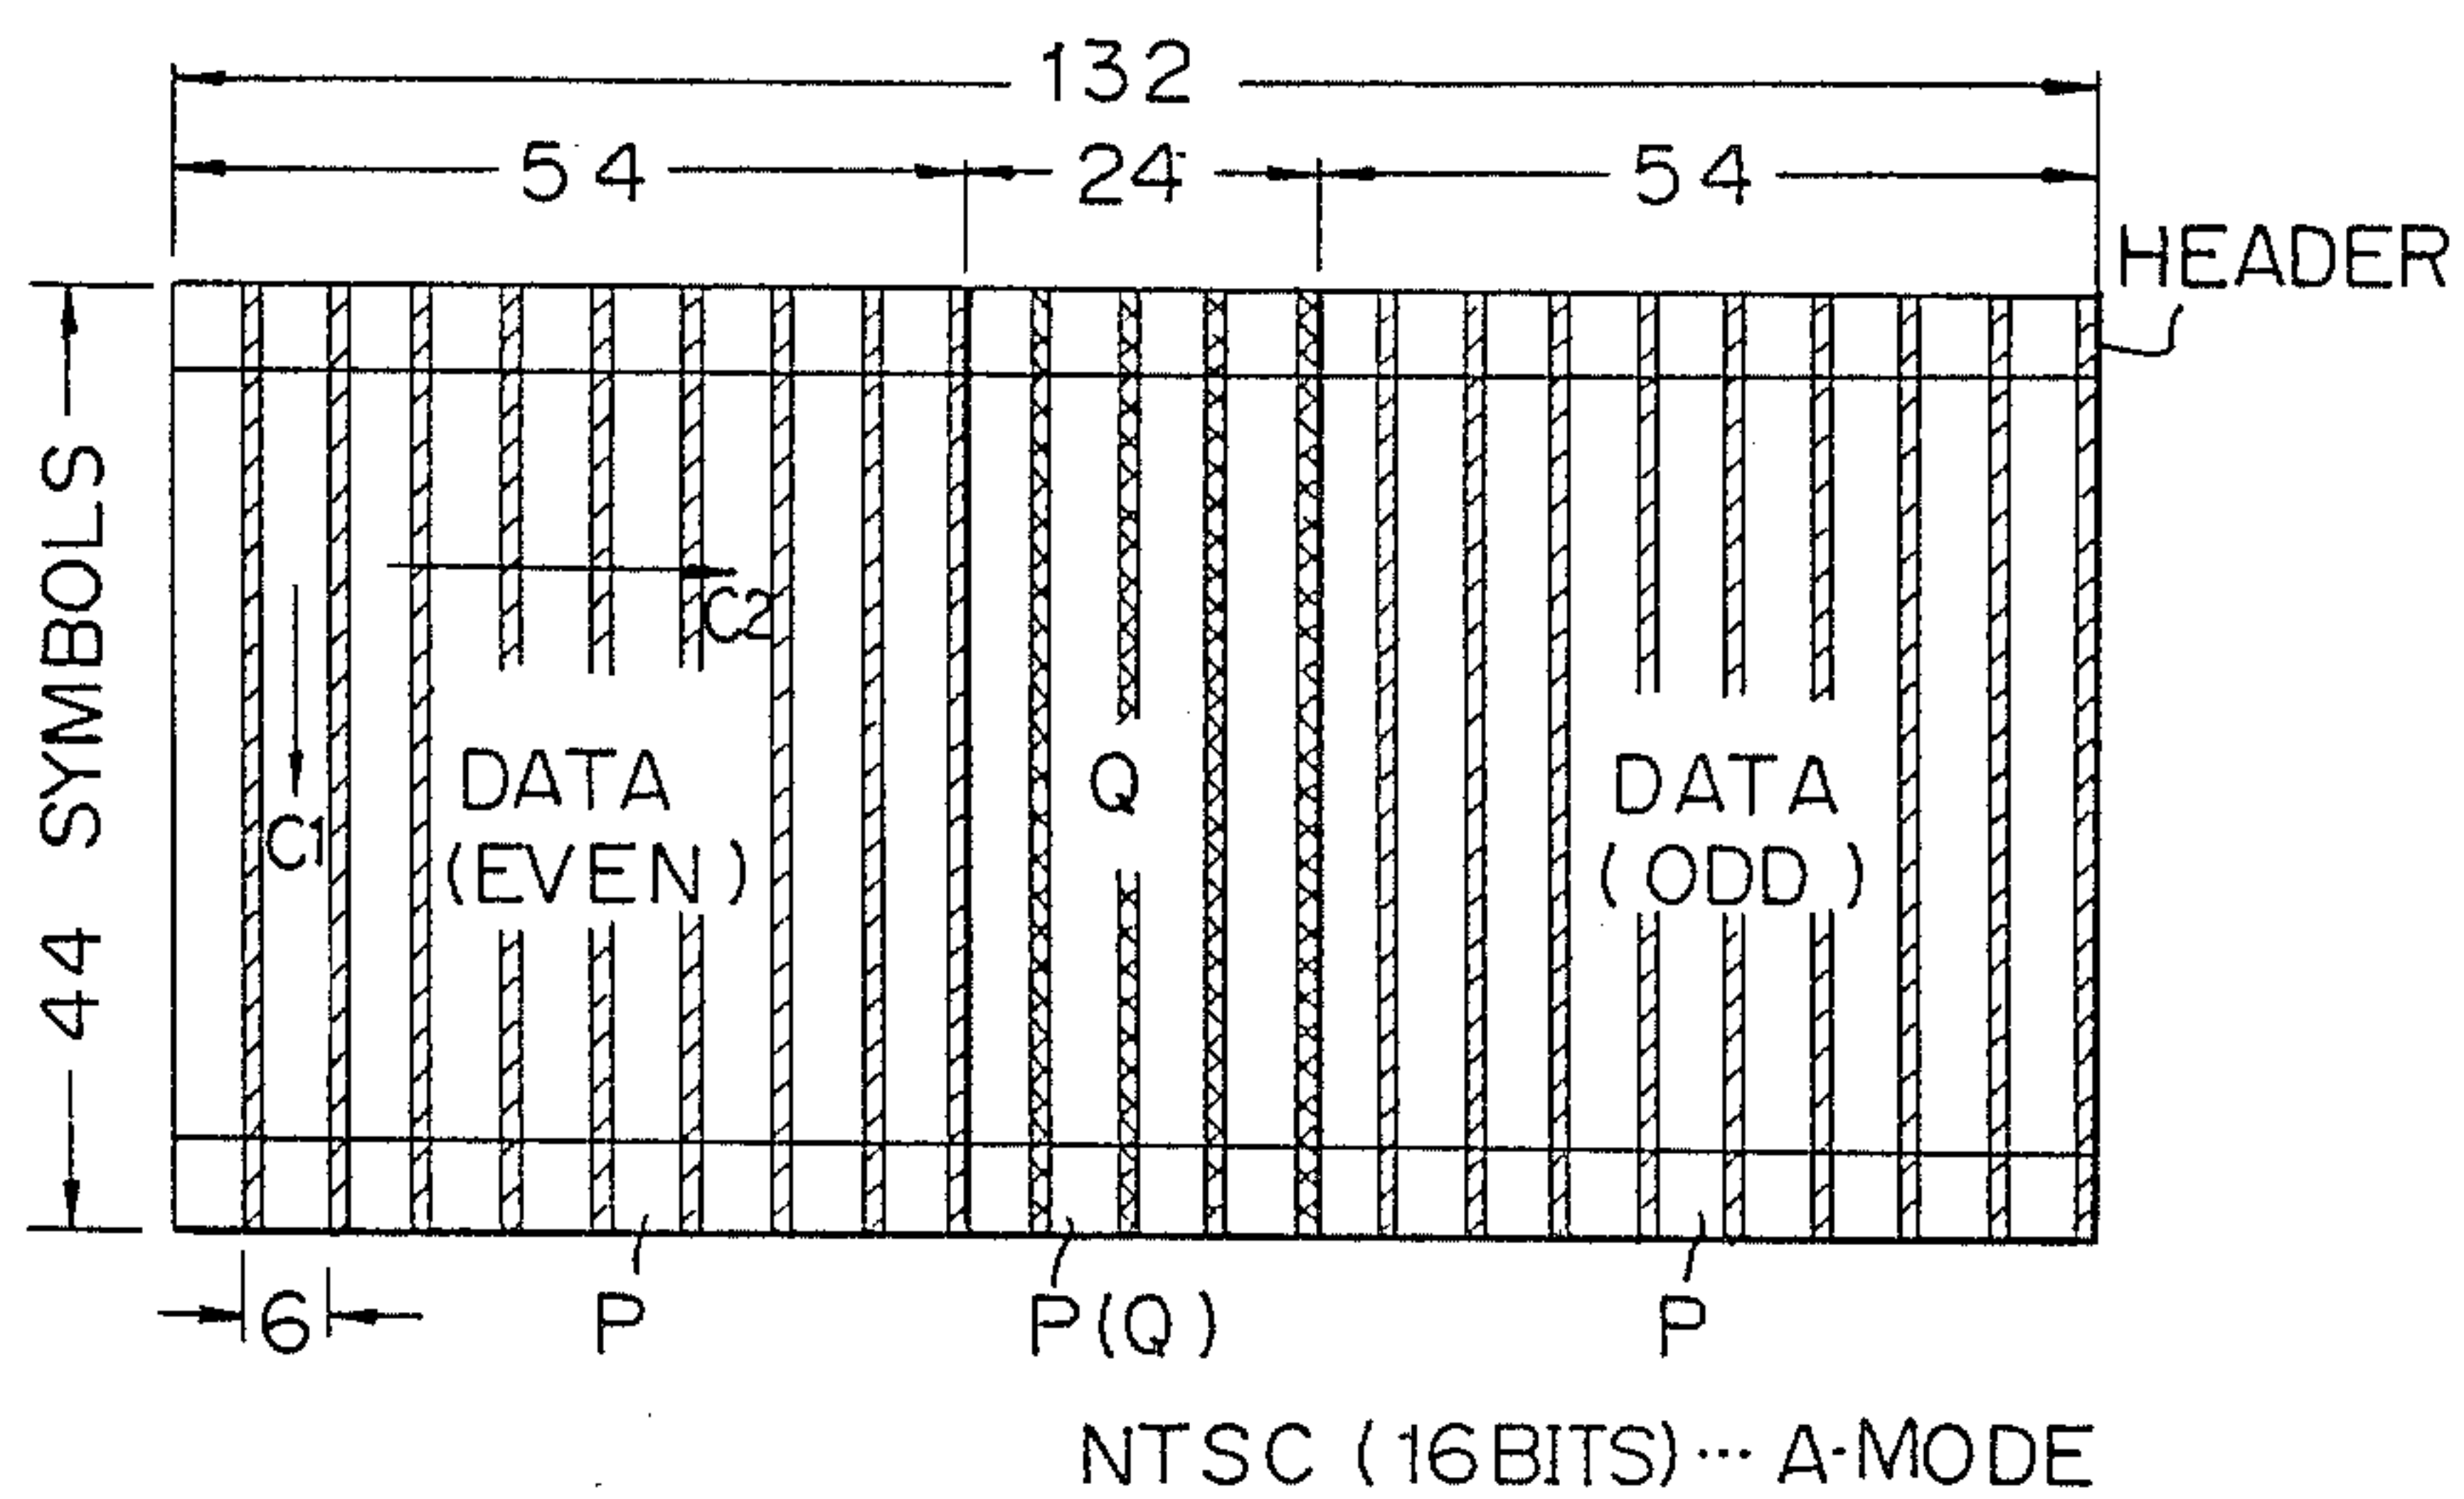 132
54 24 54
HEADER
44 SYMBOLS
C2
C1
DATA (EVEN)
Q
DATA (ODD)
6
P
P(Q)
P
NTSC (16BITS)··· A·MODE